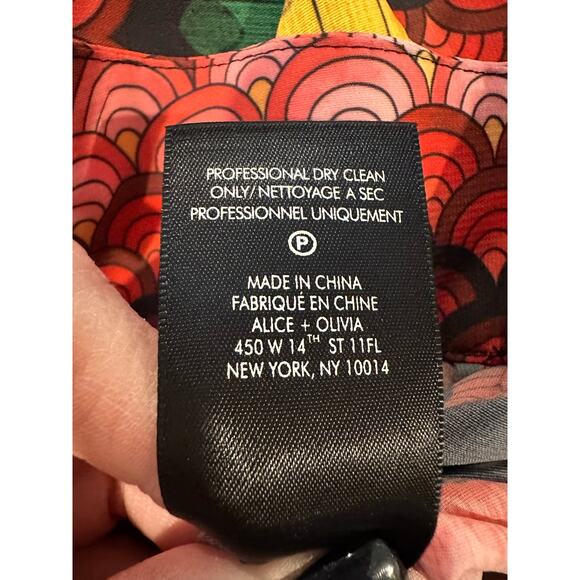 PROFESSIONAL DRY CLEAN
ONLY/ NETTOYAGE A SEC
PROFESSIONNEL UNIQUEMENT
P
MADE IN CHINA
FABRIQUÉ EN CHINE
ALICE + OLIVIA
450 W 14TH ST 11FL
NEW YORK, NY 10014